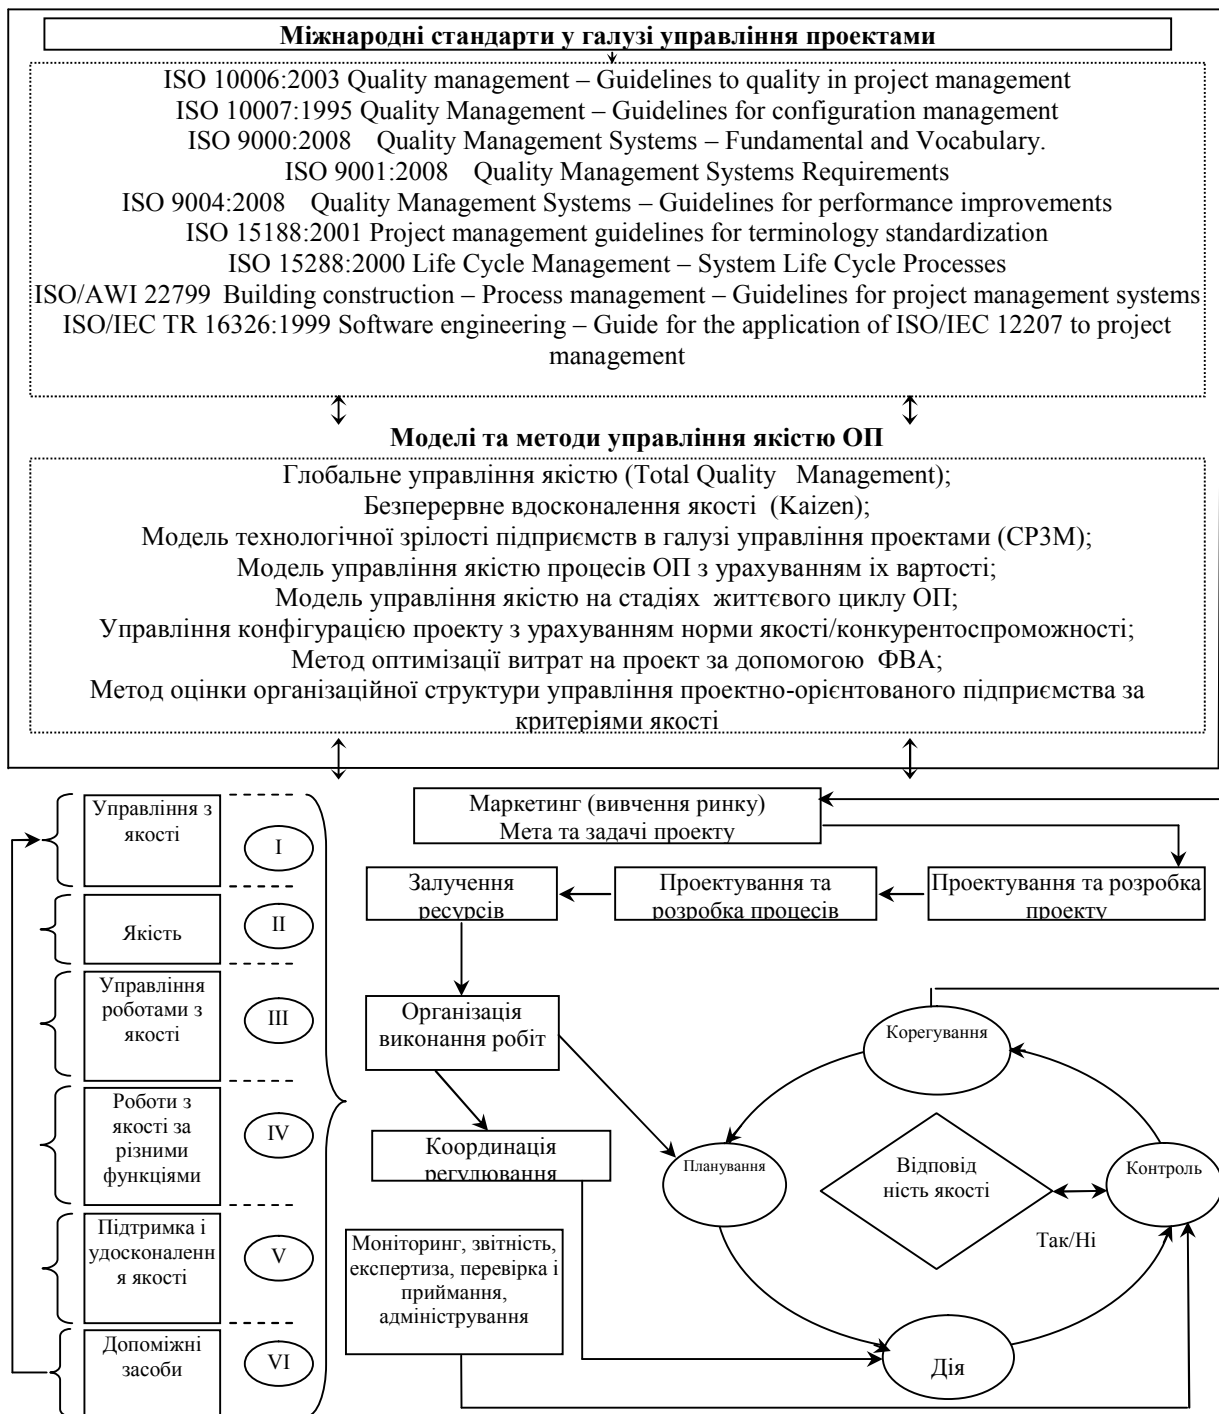 Міжнародні стандарти у галузі управління проектами
ISO 10006:2003 Quality management – Guidelines to quality in project management
ISO 10007:1995 Quality Management – Guidelines for configuration management
ISO 9000:2008 Quality Management Systems – Fundamental and Vocabulary.
ISO 9001:2008 Quality Management Systems Requirements
ISO 9004:2008 Quality Management Systems – Guidelines for performance improvements
ISO 15188:2001 Project management guidelines for terminology standardization
ISO 15288:2000 Life Cycle Management – System Life Cycle Processes
ISO/AWI 22799 Building construction – Process management – Guidelines for project management systems
ISO/IEC TR 16326:1999 Software engineering – Guide for the application of ISO/IEC 12207 to project
management
Моделі та методи управління якістю ОП
Глобальне управління якістю (Total Quality Management);
Безперервне вдосконалення якості (Kaizen);
Модель технологічної зрілості підприємств в галузі управління проектами (СР3М);
Модель управління якістю процесів ОП з урахуванням іх вартості;
Модель управління якістю на стадіях життєвого циклу ОП;
Управління конфігурацією проекту з урахуванням норми якості/конкурентоспроможності;
Метод оптимізації витрат на проект за допомогою ФВА;
Метод оцінки організаційної структури управління проектно-орієнтованого підприємства за
критеріями якості
Управління з
якості
I
Якість
II
Управління
роботами з
якості
III
Роботи з
якості за
різними
функціями
IV
Підтримка і
удосконаленн
я якості
V
Допоміжні
засоби
VI
Маркетинг (вивчення ринку)
Мета та задачі проекту
Залучення
ресурсів
Проектування та
розробка процесів
Проектування та розробка
проекту
Організація
виконання робіт
Координація
регулювання
Моніторинг, звітність,
експертиза, перевірка і
приймання,
адміністрування
Корегування
Планування
Відповід
ність якості
Контроль
Так/Ні
Дія